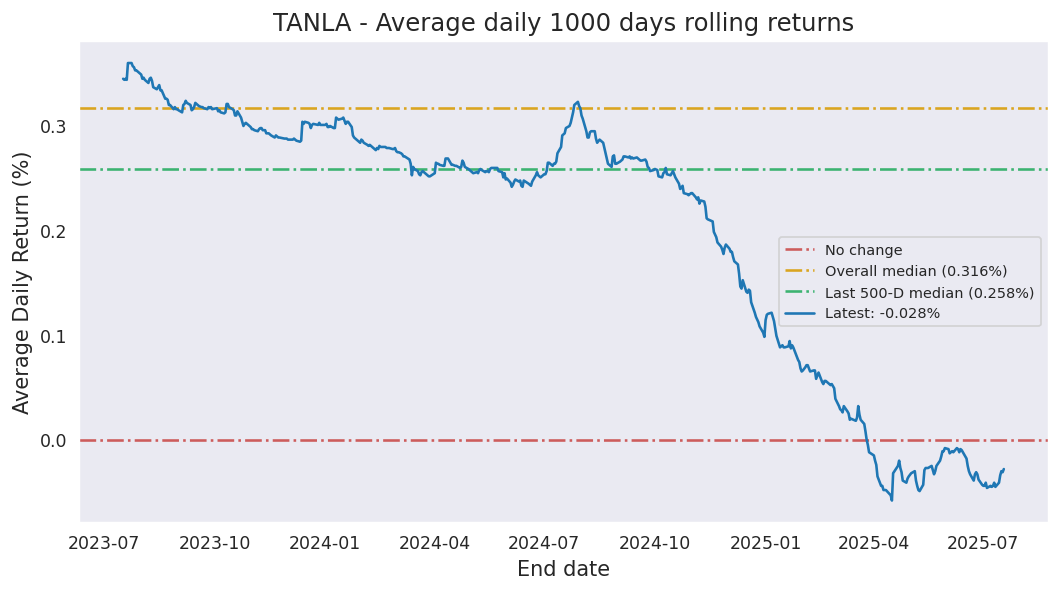 TANLA - Average daily 1000 days rolling returns
Average Daily Return (%)
0.3
0.2
0.1
0.0
No change
Overall median (0.316%)
Last 500-D median (0.258%)
Latest: -0.028%
2023-07 2023-10 2024-01 2024-04 2024-07 2024-10 2025-01 2025-04 2025-07
End date